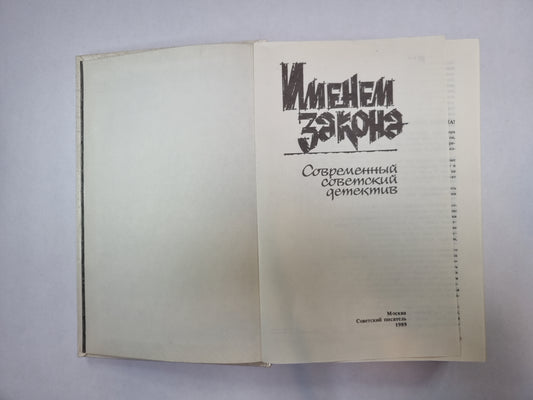 Именем
закона
Современный
советский
детектив
Москва
Советский писатель
1989